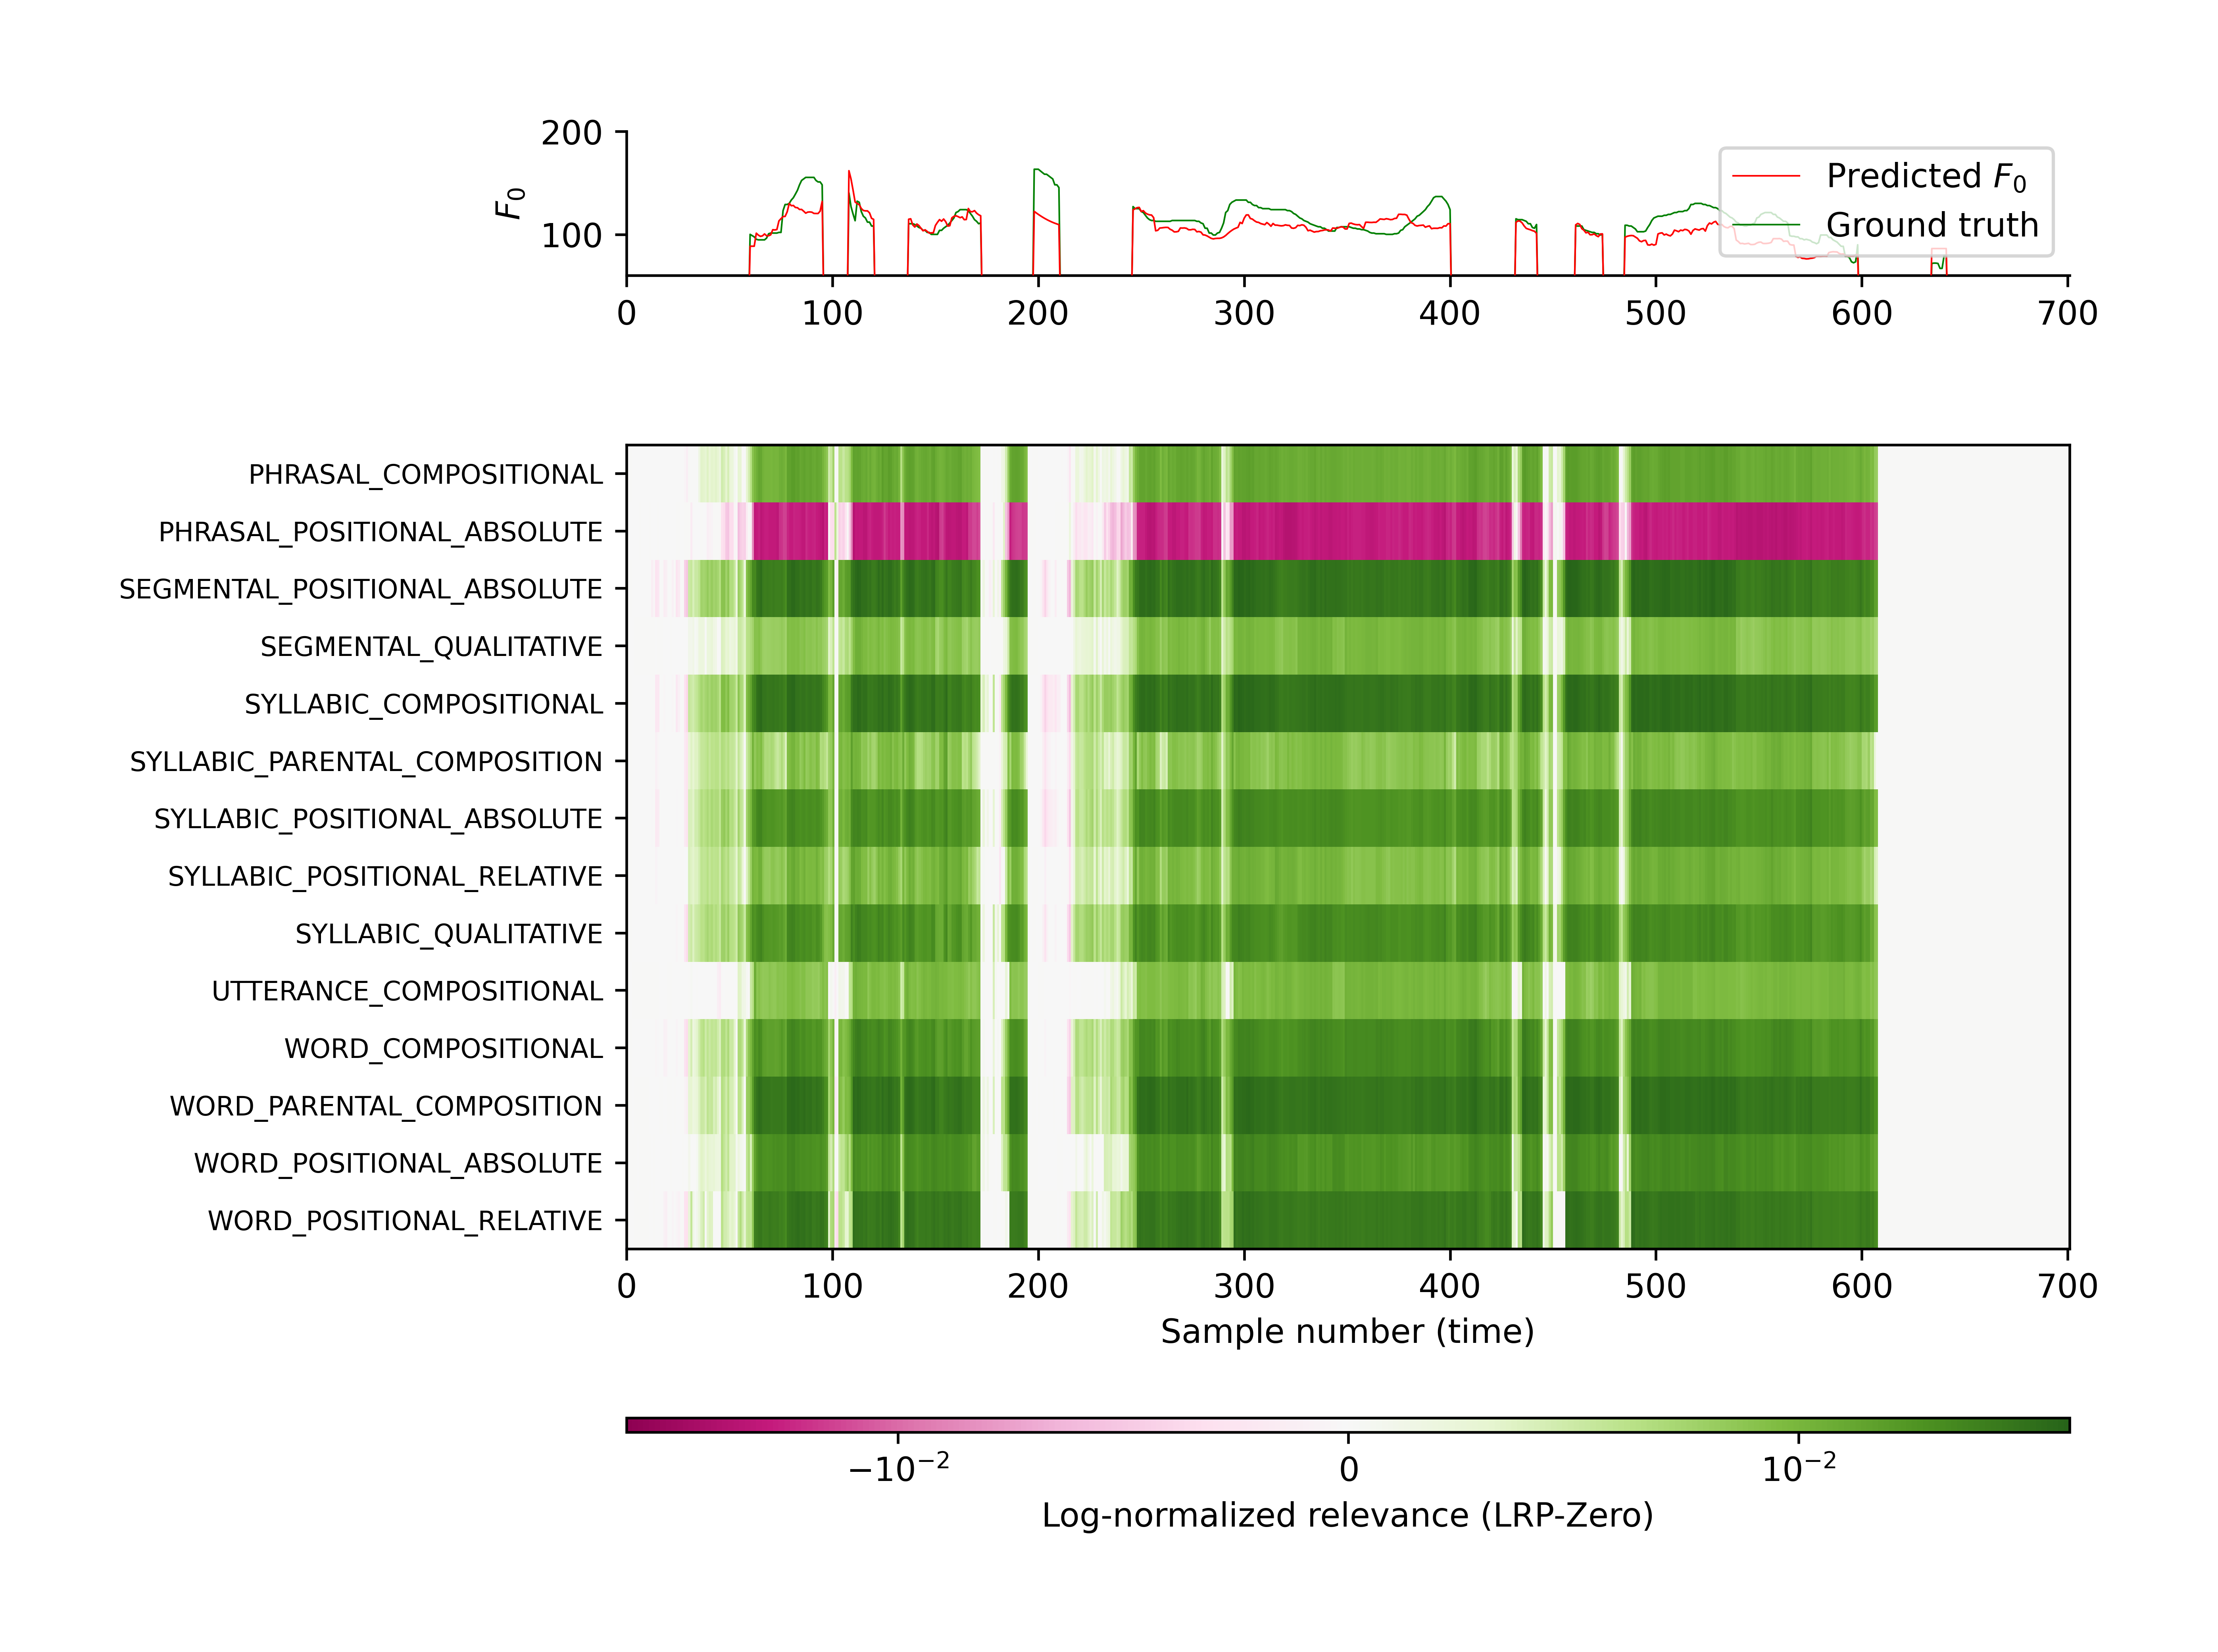 200
F₀
100
Predicted F₀
Ground truth
0 100 200 300 400 500 600 700
PHRASAL_COMPOSITIONAL
PHRASAL_POSITIONAL_ABSOLUTE
SEGMENTAL_POSITIONAL_ABSOLUTE
SEGMENTAL_QUALITATIVE
SYLLABIC_COMPOSITIONAL
SYLLABIC_PARENTAL_COMPOSITION
SYLLABIC_POSITIONAL_ABSOLUTE
SYLLABIC_POSITIONAL_RELATIVE
SYLLABIC_QUALITATIVE
UTTERANCE_COMPOSITIONAL
WORD_COMPOSITIONAL
WORD_PARENTAL_COMPOSITION
WORD_POSITIONAL_ABSOLUTE
WORD_POSITIONAL_RELATIVE
0 100 200 300 400 500 600 700
Sample number (time)
−10⁻² 0 10⁻²
Log-normalized relevance (LRP-Zero)